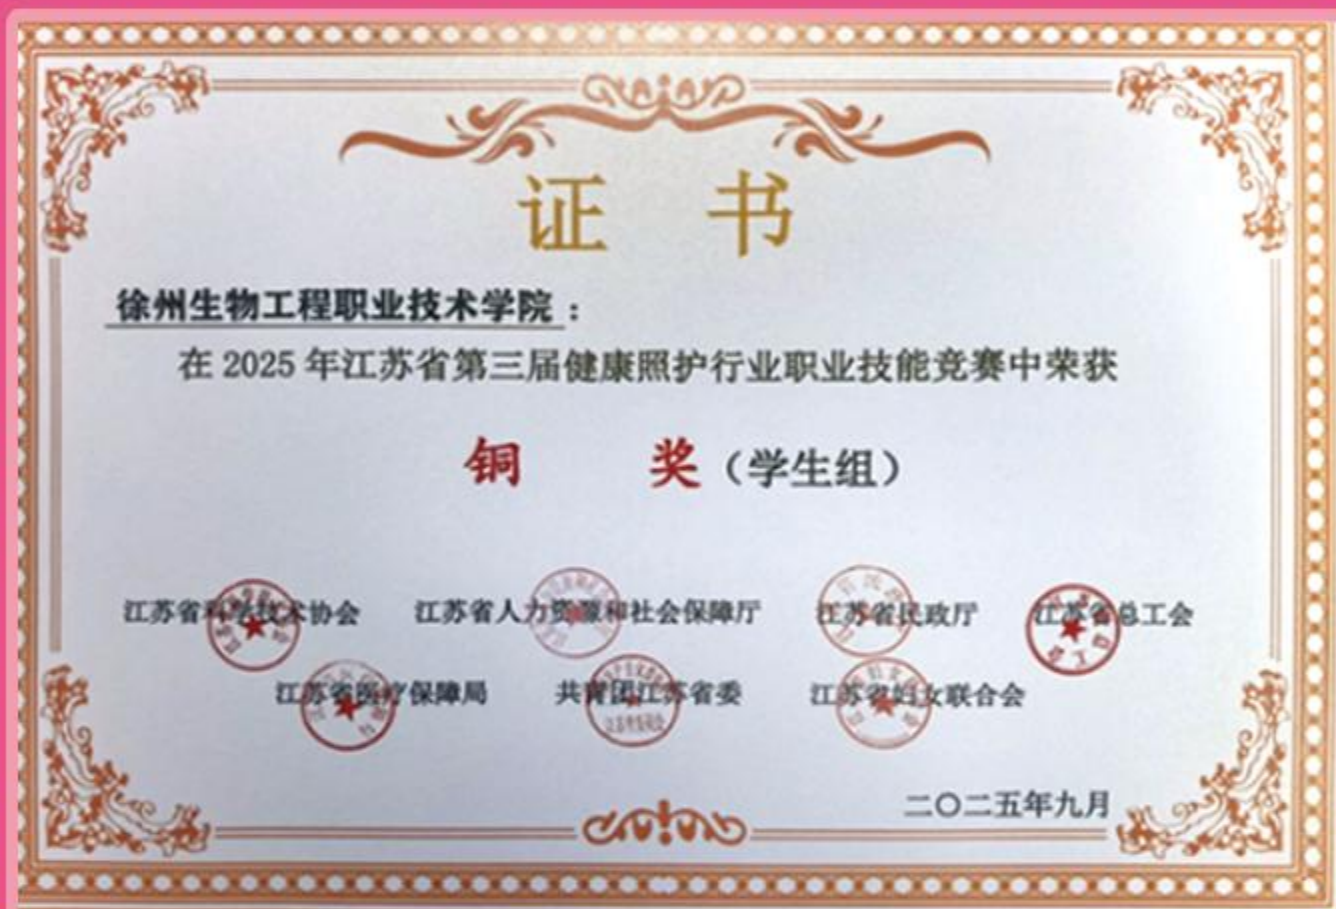 证 书
徐州生物工程职业技术学院：
在2025年江苏省第三届健康照护行业职业技能竞赛中荣获
铜 奖（学生组）
江苏省科学技术协会 江苏省人力资源和社会保障厅 江苏省民政厅 江苏省总工会
江苏省医疗保障局 共青团江苏省委 江苏省妇女联合会
二〇二五年九月